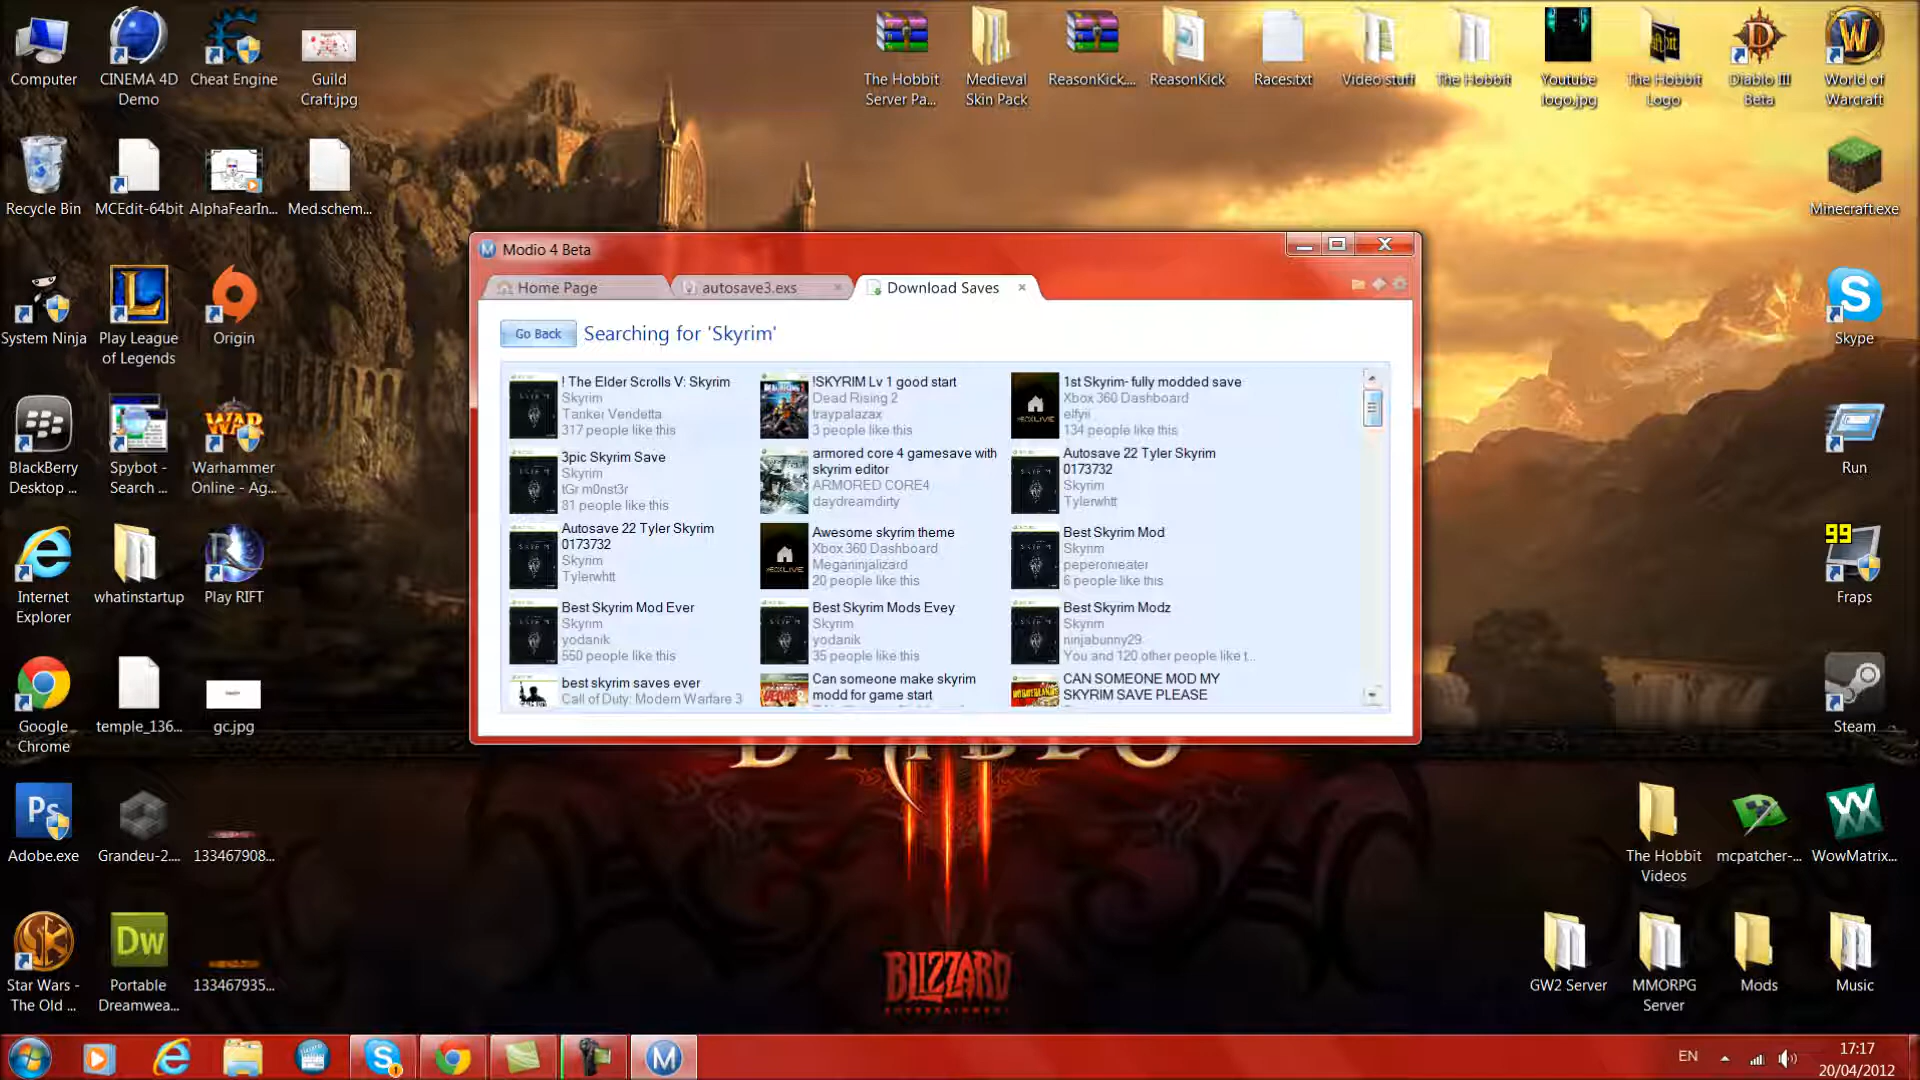 Computer
CINEMA 4D
Demo
Cheat Engine
Guild
Craft.jpg
The Hobbit
Server Pa...
Medieval
Skin Pack
ReasonKick...
ReasonKick
Races.txt
Video stuff
The Hobbit
Youtube
logo.jpg
The Hobbit
Logo
Diablo III
Beta
World of
Warcraft
Recycle Bin
MCEdit-64bit
AlphaFearIn...
Med.schem...
Minecraft.exe
System Ninja
Play League
of Legends
Origin
Skype
BlackBerry
Desktop ...
Spybot -
Search ...
Warhammer
Online - Ag...
Run
Internet
Explorer
whatinstartup
Play RIFT
99
Fraps
Google
Chrome
temple_136...
gc.jpg
Steam
Adobe.exe
Grandeu-2....
133467908...
The Hobbit
Videos
mcpatcher-...
WowMatrix...
Star Wars -
The Old ...
Portable
Dreamwea...
133467935...
GW2 Server
MMORPG
Server
Mods
Music
Modio 4 Beta
Home Page
autosave3.exs
Download Saves
Go Back
Searching for 'Skyrim'
! The Elder Scrolls V: Skyrim
Skyrim
Tanker Vendetta
317 people like this
!SKYRIM Lv 1 good start
Dead Rising 2
traypalazax
3 people like this
1st Skyrim- fully modded save
Xbox 360 Dashboard
elfyii
134 people like this
3pic Skyrim Save
Skyrim
tGr m0nst3r
81 people like this
armored core 4 gamesave with
skyrim editor
ARMORED CORE4
daydreamdirty
Autosave 22 Tyler Skyrim
0173732
Skyrim
Tylerwhtt
Autosave 22 Tyler Skyrim
0173732
Skyrim
Tylerwhtt
Awesome skyrim theme
Xbox 360 Dashboard
Meganinjalizard
20 people like this
Best Skyrim Mod
Skyrim
peperonieater
6 people like this
Best Skyrim Mod Ever
Skyrim
yodanik
550 people like this
Best Skyrim Mods Evey
Skyrim
yodanik
35 people like this
Best Skyrim Modz
Skyrim
ninjabunny29
You and 120 other people like t...
best skyrim saves ever
Call of Duty: Modern Warfare 3
Can someone make skyrim
modd for game start
CAN SOMEONE MOD MY
SKYRIM SAVE PLEASE
DIABLO
BLIZZARD
ENTERTAINMENT
EN
17:17
20/04/2012